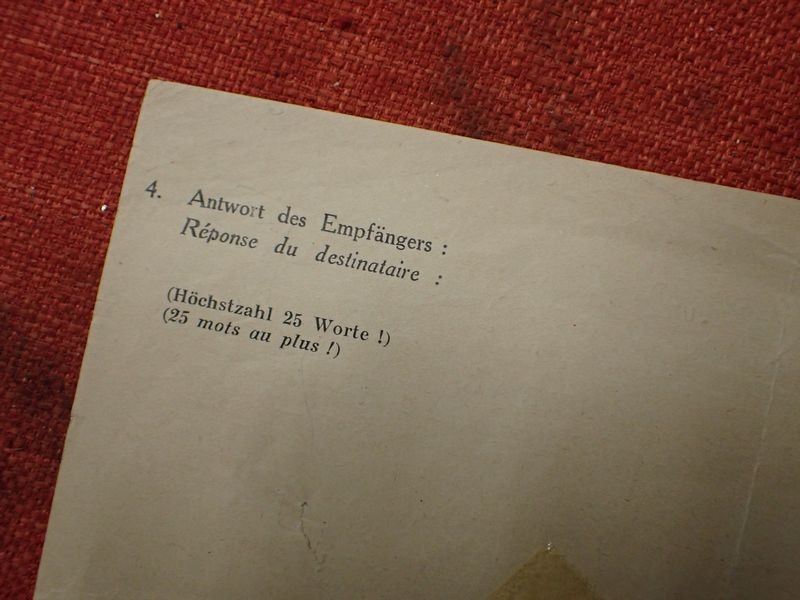 4. Antwort des Empfängers :
Réponse du destinataire :
(Höchstzahl 25 Worte !)
(25 mots au plus !)